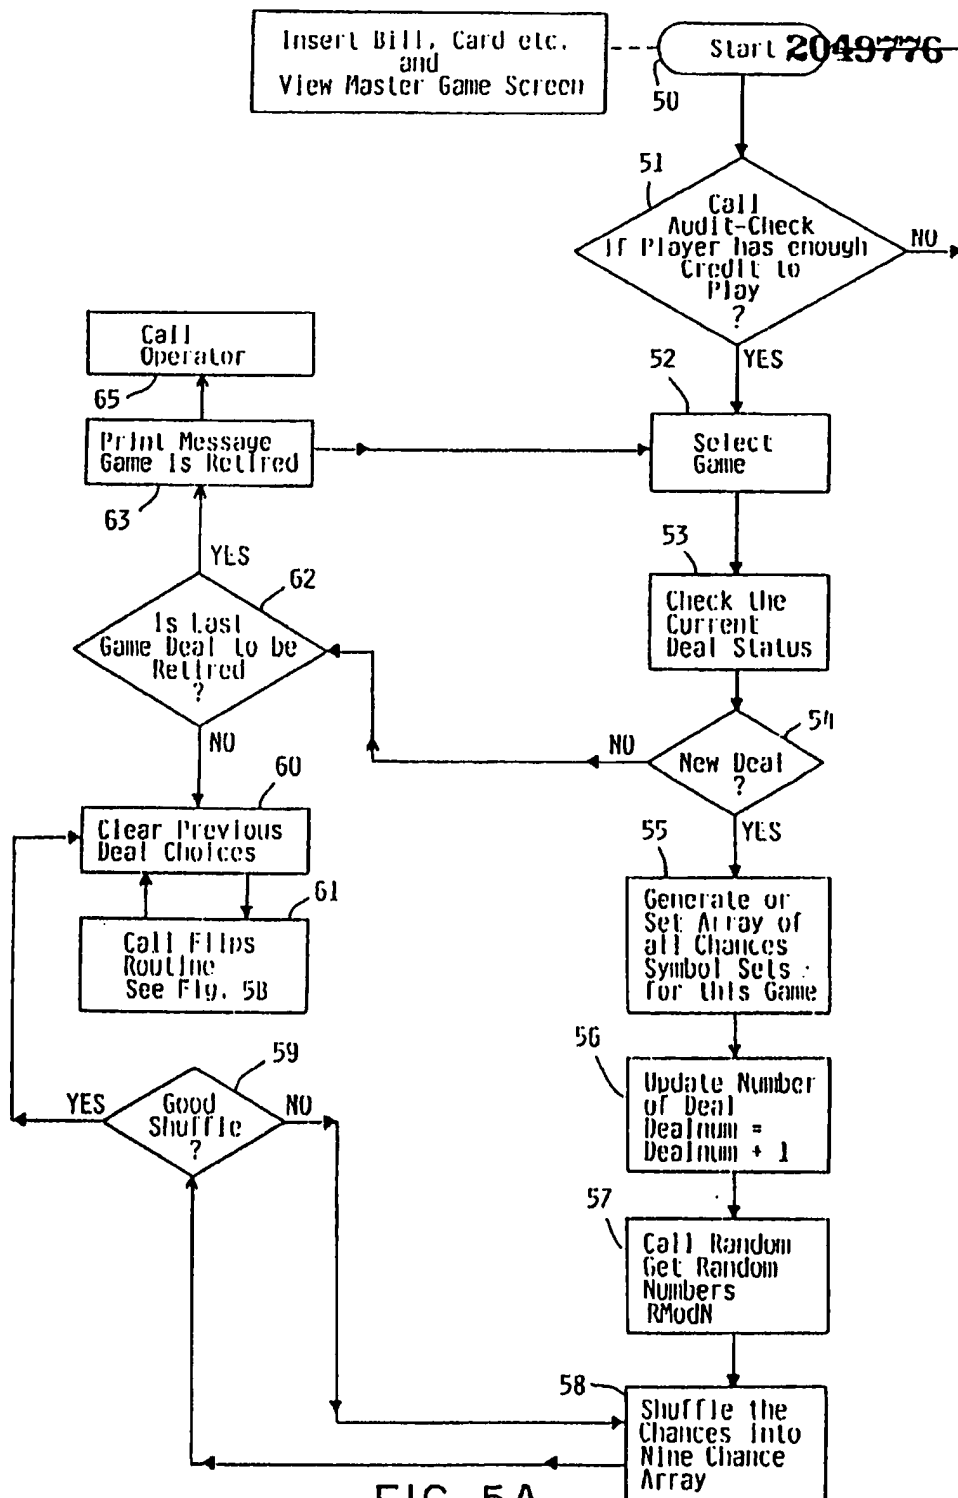 Insert Bill, Card etc.
and
View Master Game Screen
Start
2049776
50
51
Call
Audit-Check
If Player has enough
Credit to
Play
?
NO
YES
Call
Operator
65
52
Print Message
Game is Retired
63
Select
Game
YES
53
62
Is Last
Game Deal to be
Retired
?
Check the
Current
Deal Status
NO
54
NO
New Deal
?
60
Clear Previous
Deal Choices
YES
55
61
Call Flips
Routine
See Fig. 5B
Generate or
Set Array of
all Chances
Symbol Sets
for this Game
56
59
YES
Good
Shuffle
?
NO
Update Number
of Deal
Dealnum =
Dealnum + 1
57
Call Random
Get Random
Numbers
RModN
58
Shuffle the
Chances into
Nine Chance
Array
FIG. 5A